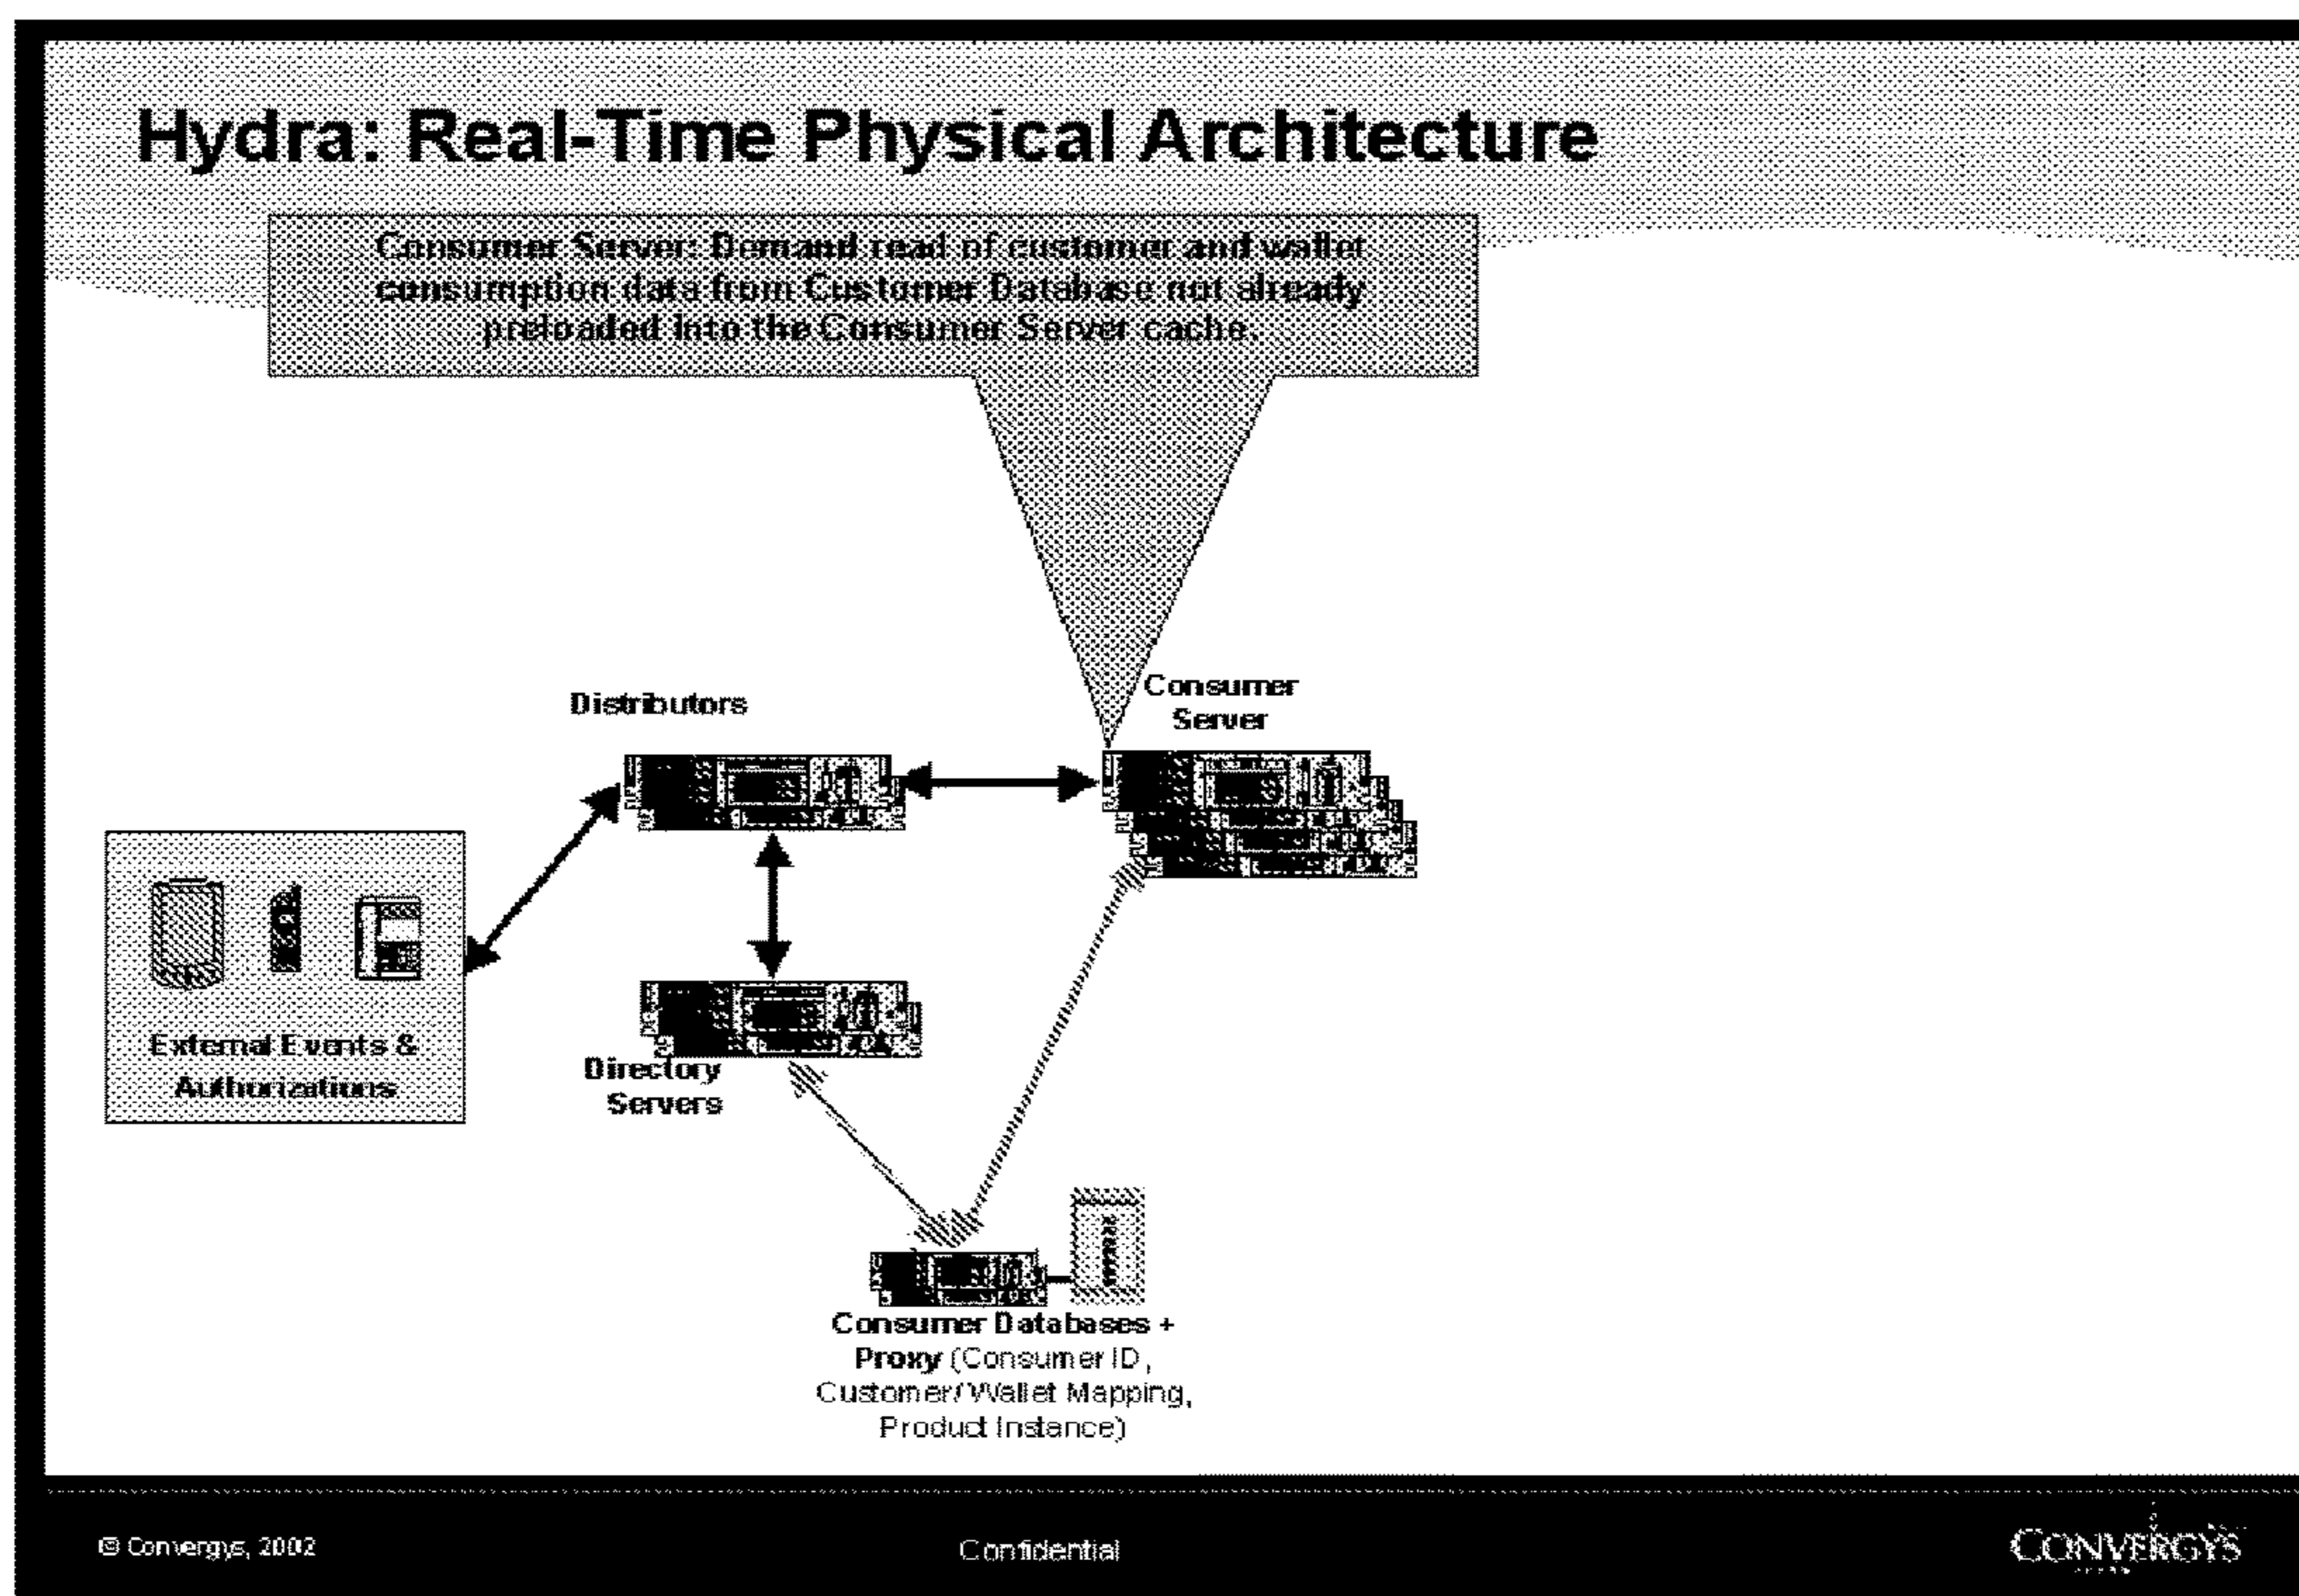 Hydra: Real-Time Physical Architecture
Consumer Server: Demand read of customer and wallet
consumption data from Customer Database not already
preloaded into the Consumer Server cache.
Distributors
Consumer
Server
External Events &
Authorizations
Directory
Servers
Consumer Databases +
Proxy (Consumer ID,
Customer/Wallet Mapping,
Product Instance)
© Convergys, 2002
Confidential
CONVERGYS